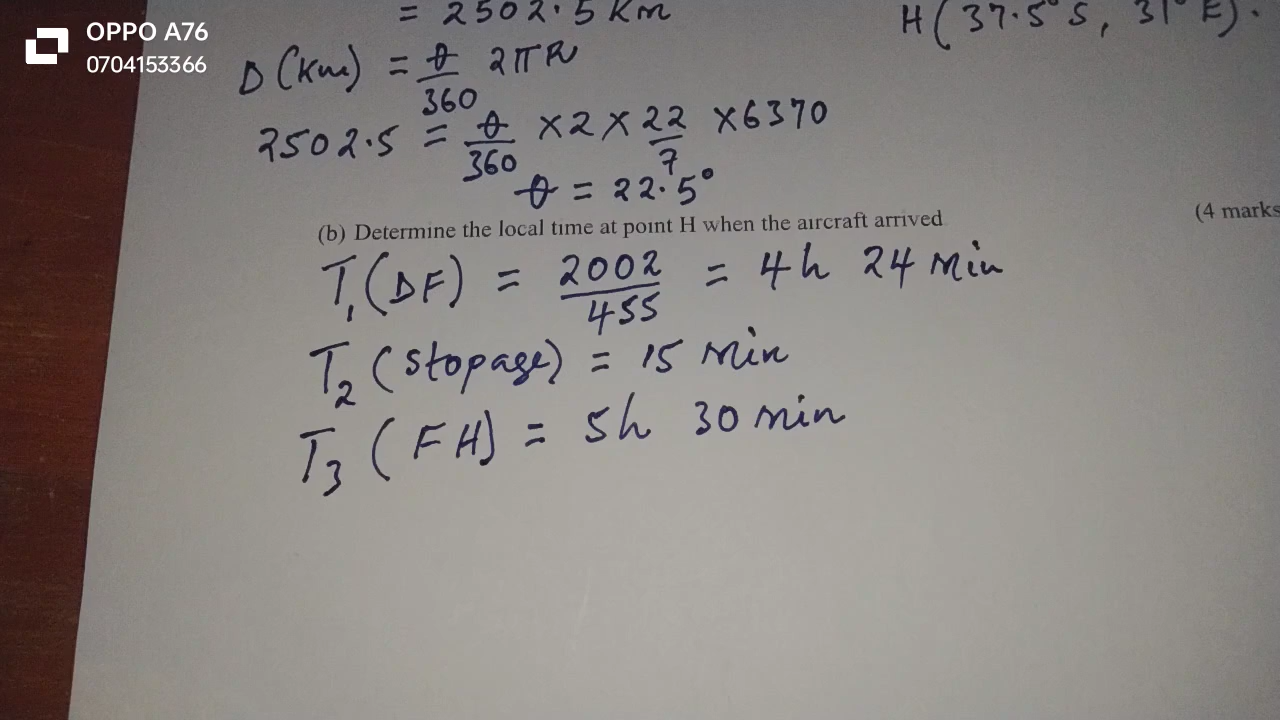 OPPO A76
0704153366
= 2502.5 Km
H(37.5°S, 31°E).
D (Km) = θ/360 2πR
2502.5 = θ/360 × 2 × 22/7 × 6370
θ = 22.5°
(b) Determine the local time at point H when the aircraft arrived
(4 marks
T₁(DF) = 2002/455 = 4h 24 Min
T₂ (Stopage) = 15 Min
T₃ (FH) = 5h 30 min